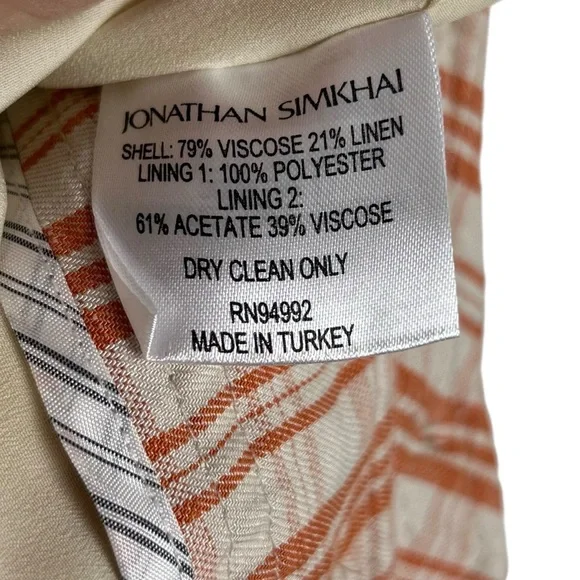 JONATHAN SIMKHAI
SHELL: 79% VISCOSE 21% LINEN
LINING 1: 100% POLYESTER
LINING 2:
61% ACETATE 39% VISCOSE
DRY CLEAN ONLY
RN94992
MADE IN TURKEY